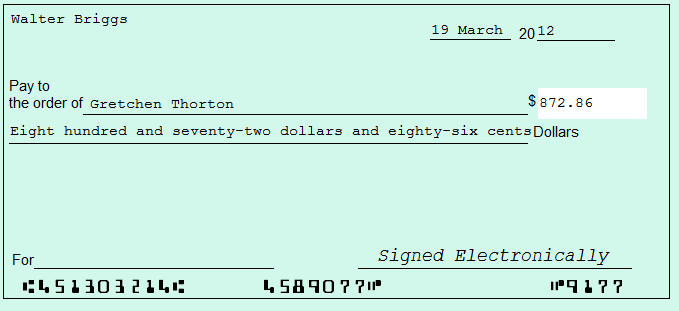 Walter Briggs
19 March 2012
Pay to
the order of Gretchen Thorton $ 872.86
Eight hundred and seventy-two dollars and eighty-six cents Dollars
For Signed Electronically
⑆451303214⑆ 4589077⑈ ⑈9177